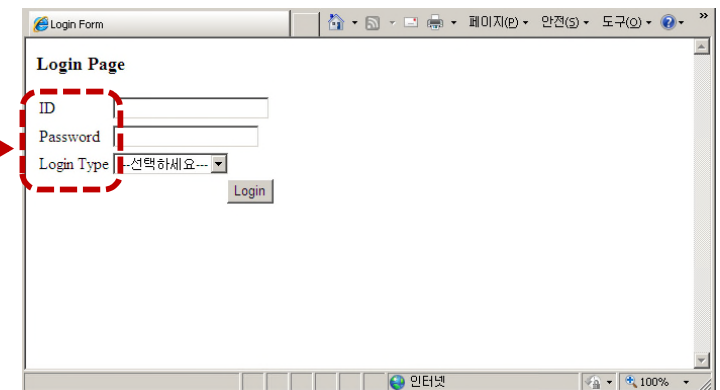 Login Form 페이지(P) 안전(S) 도구(O) »
Login Page
ID
Password
Login Type --선택하세요---
Login
인터넷 100%